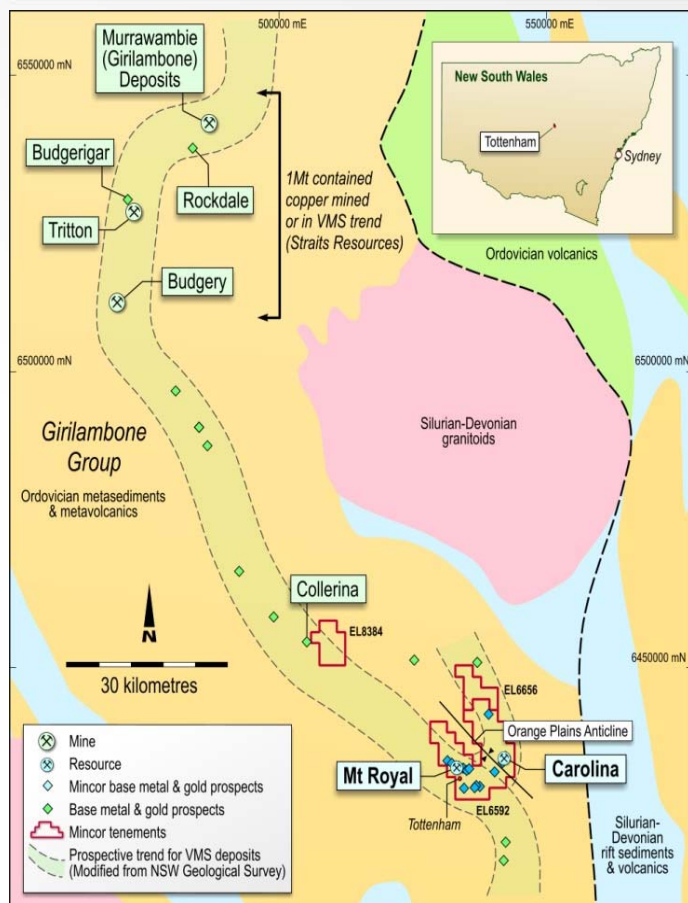 500000 mE
550000 mE
6550000 mN
Murrawambie
(Girilambone)
Deposits
New South Wales
Tottenham
Sydney
Budgerigar
Rockdale
Tritton
1Mt contained
copper mined
or in VMS trend
(Straits Resources)
Ordovician volcanics
Budgery
6500000 mN
6500000 mN
Girilambone
Group
Ordovician metasediments
& metavolcanics
Silurian-Devonian
granitoids
Collerina
EL8384
N
30 kilometres
6450000 mN
EL6656
Orange Plains Anticline
Mt Royal
Carolina
Tottenham
EL6592
Silurian-
Devonian
rift sediments
& volcanics
Mine
Resource
Mincor base metal & gold prospects
Base metal & gold prospects
Mincor tenements
Prospective trend for VMS deposits
(Modified from NSW Geological Survey)